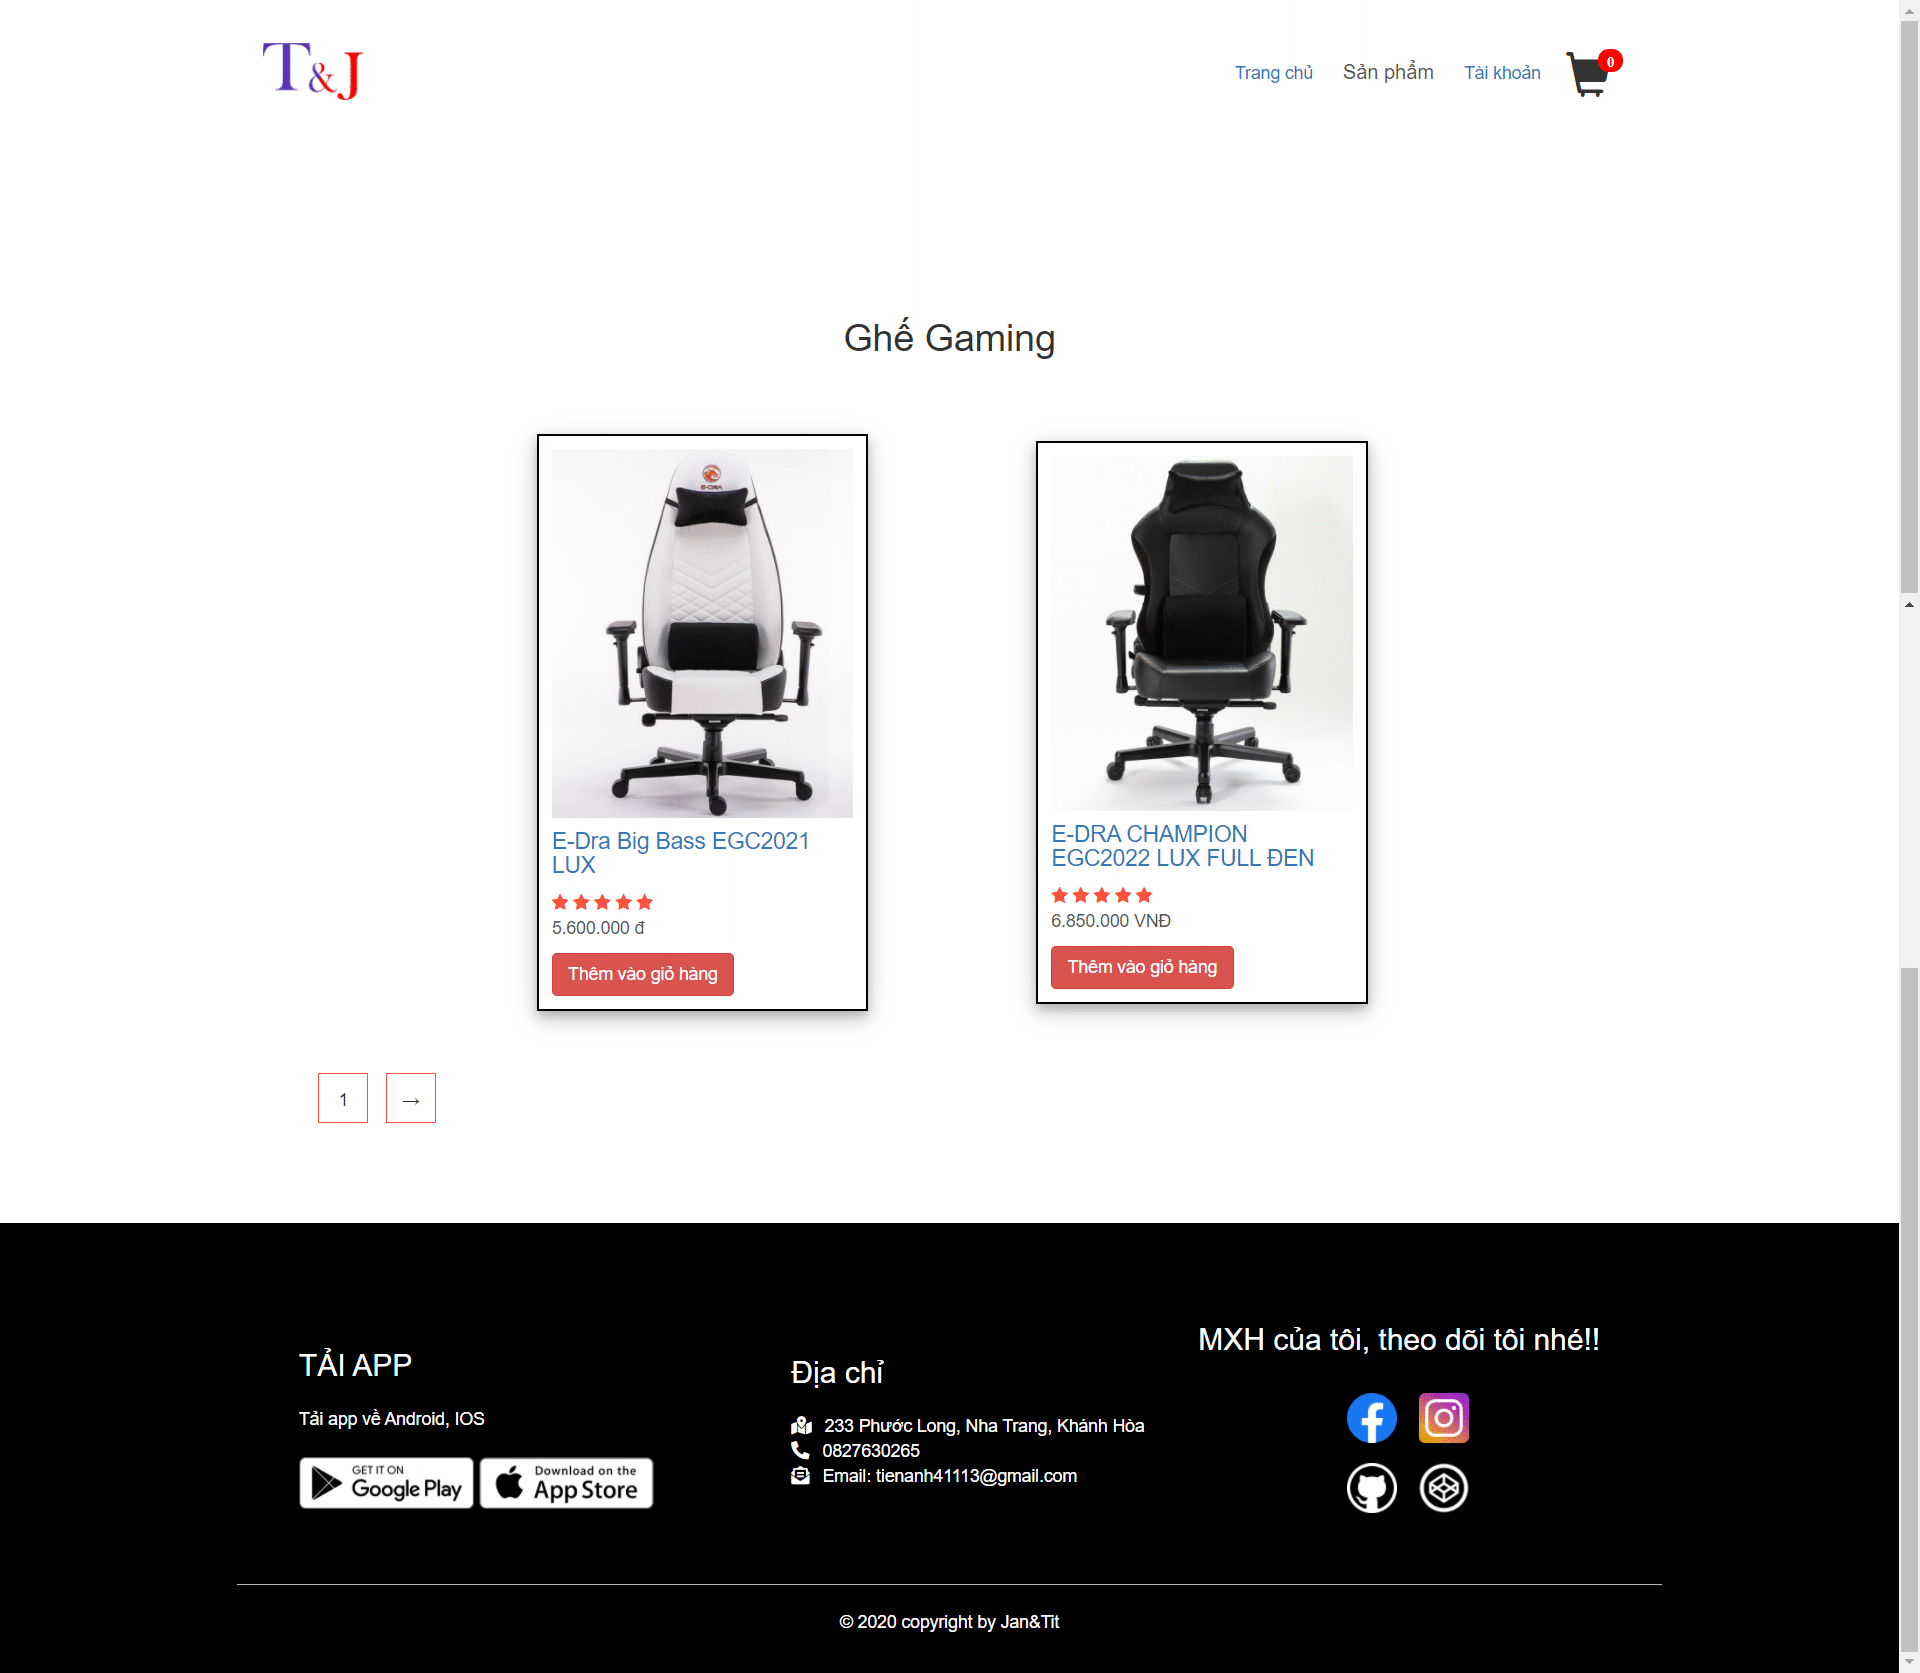 T&J
Trang chủ
Sản phẩm
Tài khoản
0
Ghế Gaming
E-DRA
E-Dra Big Bass EGC2021
LUX
5.600.000 đ
Thêm vào giỏ hàng
E-DRA CHAMPION
EGC2022 LUX FULL ĐEN
6.850.000 VNĐ
Thêm vào giỏ hàng
1
→
TẢI APP
Tải app về Android, IOS
GET IT ON
Google Play
Download on the
App Store
Địa chỉ
233 Phước Long, Nha Trang, Khánh Hòa
0827630265
Email: tienanh41113@gmail.com
MXH của tôi, theo dõi tôi nhé!!
© 2020 copyright by Jan&Tit